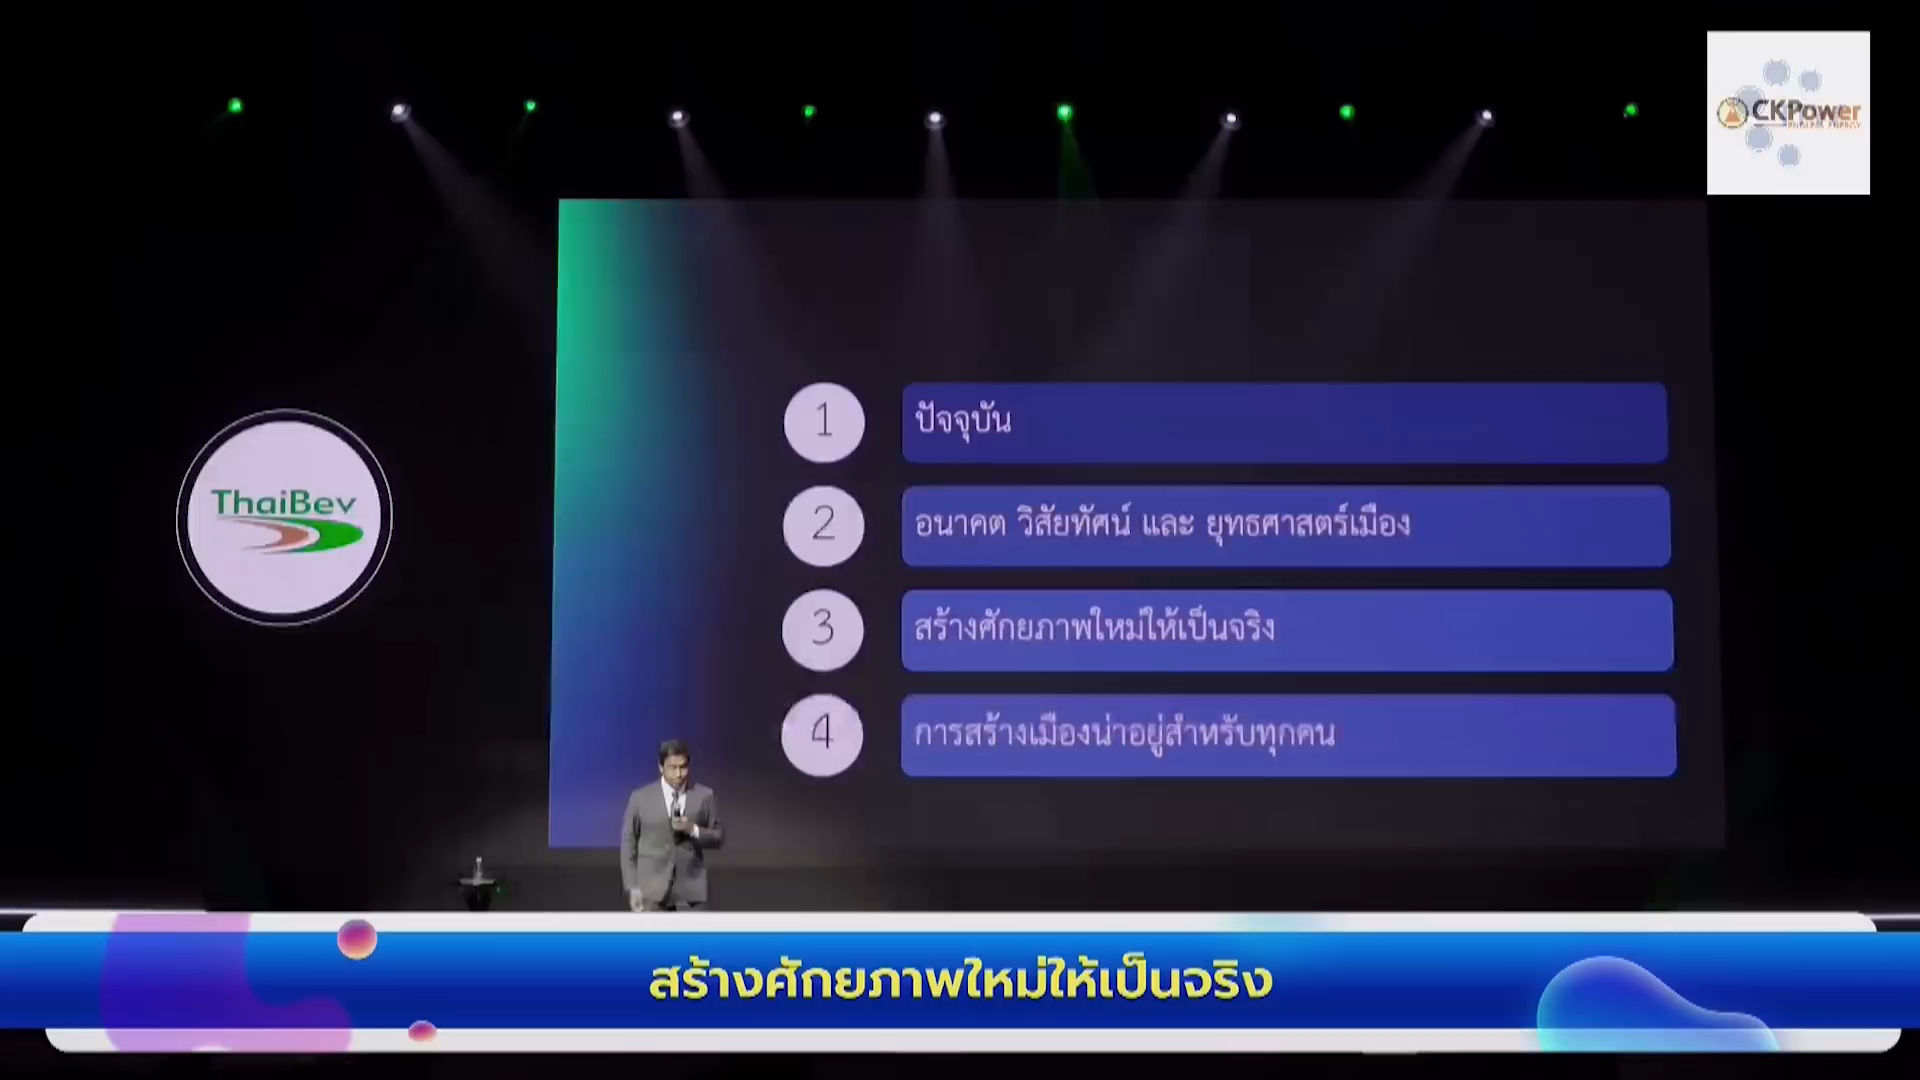 CKPower
ENDLESS ENERGY
ThaiBev
1 ปัจจุบัน
2 อนาคต วิสัยทัศน์ และ ยุทธศาสตร์เมือง
3 สร้างศักยภาพใหม่ให้เป็นจริง
4 การสร้างเมืองน่าอยู่สำหรับทุกคน
สร้างศักยภาพใหม่ให้เป็นจริง